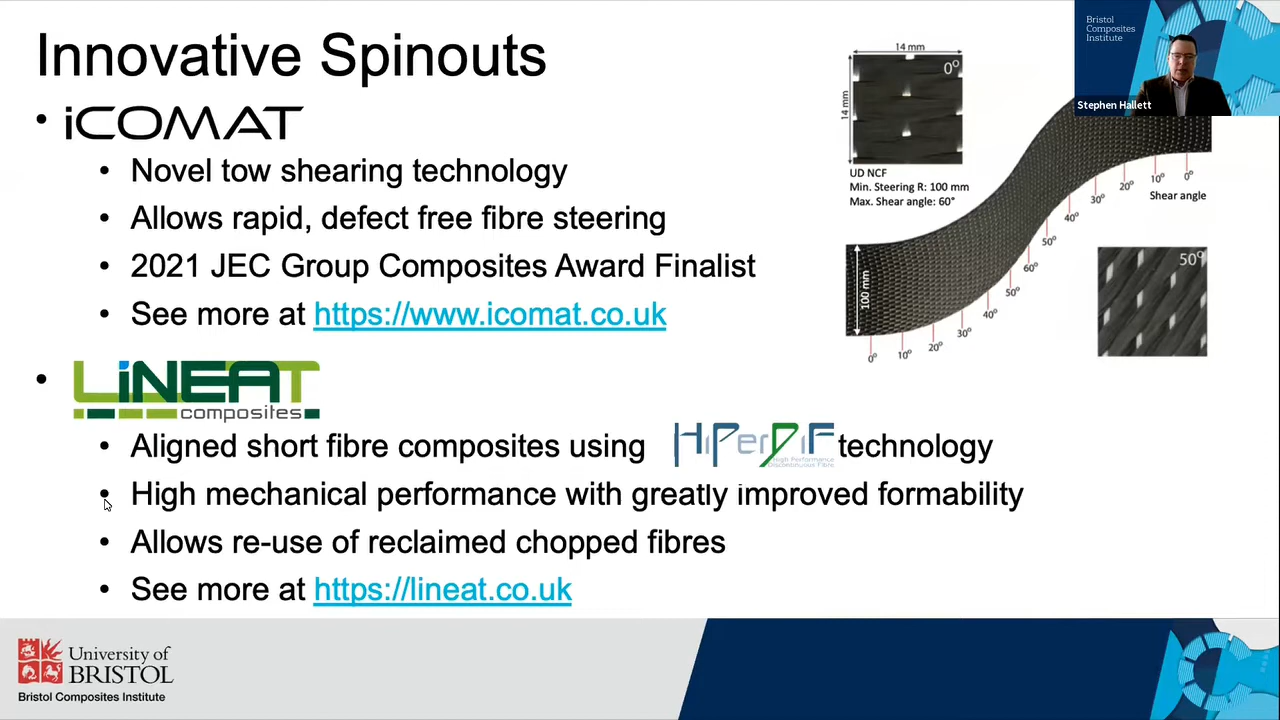 Innovative Spinouts
• iCOMAT
• Novel tow shearing technology
• Allows rapid, defect free fibre steering
• 2021 JEC Group Composites Award Finalist
• See more at https://www.icomat.co.uk
• LiNEAT
composites
• Aligned short fibre composites using HiPerDiF technology
High Performance
Discontinuous Fibre
• High mechanical performance with greatly improved formability
• Allows re-use of reclaimed chopped fibres
• See more at https://lineat.co.uk
14 mm
14 mm
0°
UD NCF
Min. Steering R: 100 mm
Max. Shear angle: 60°
100 mm
0°
10°
20°
30°
40°
50°
60°
50°
40°
30°
20°
10°
0°
Shear angle
50°
Bristol
Composites
Institute
Stephen Hallett
University of
BRISTOL
Bristol Composites Institute